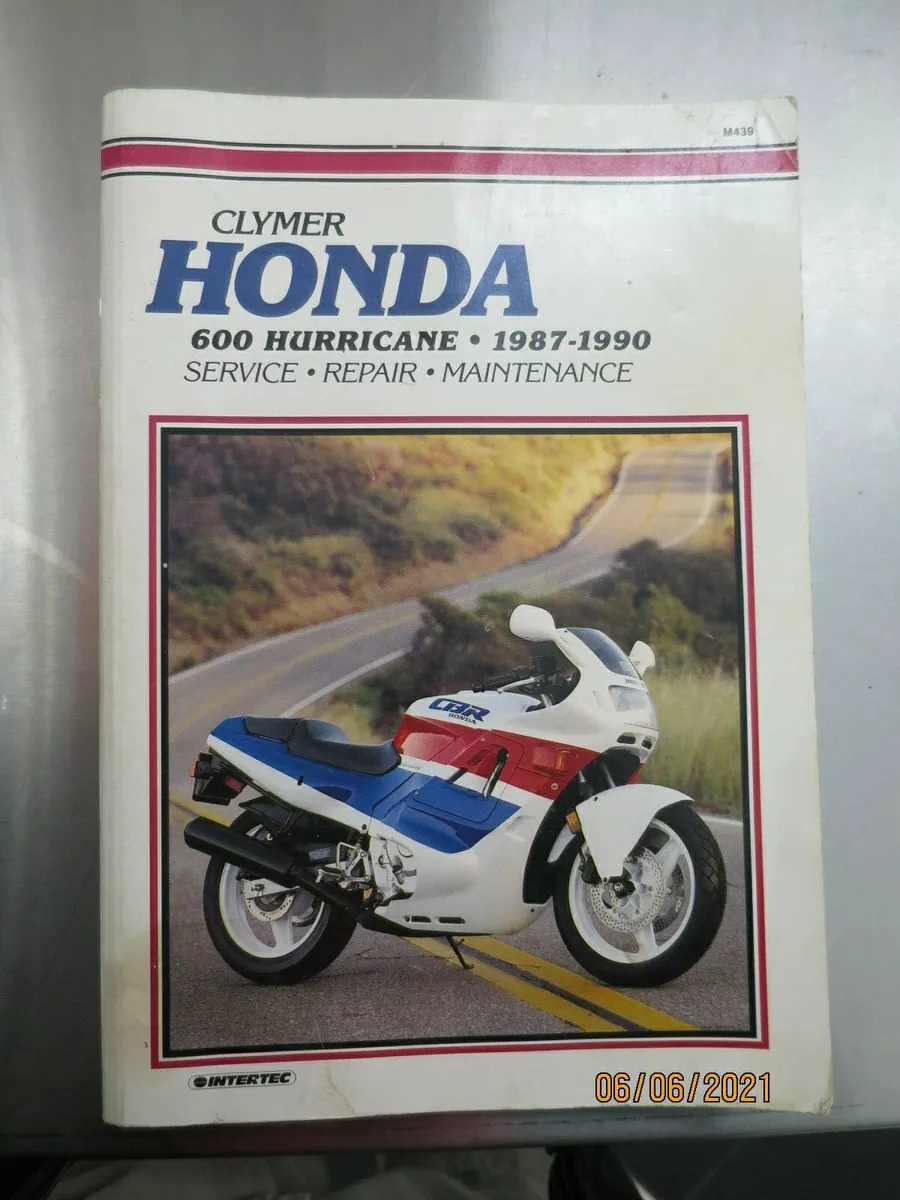 M439
CLYMER
HONDA
600 HURRICANE • 1987-1990
SERVICE • REPAIR • MAINTENANCE
CBR
HONDA
INTERTEC
06/06/2021